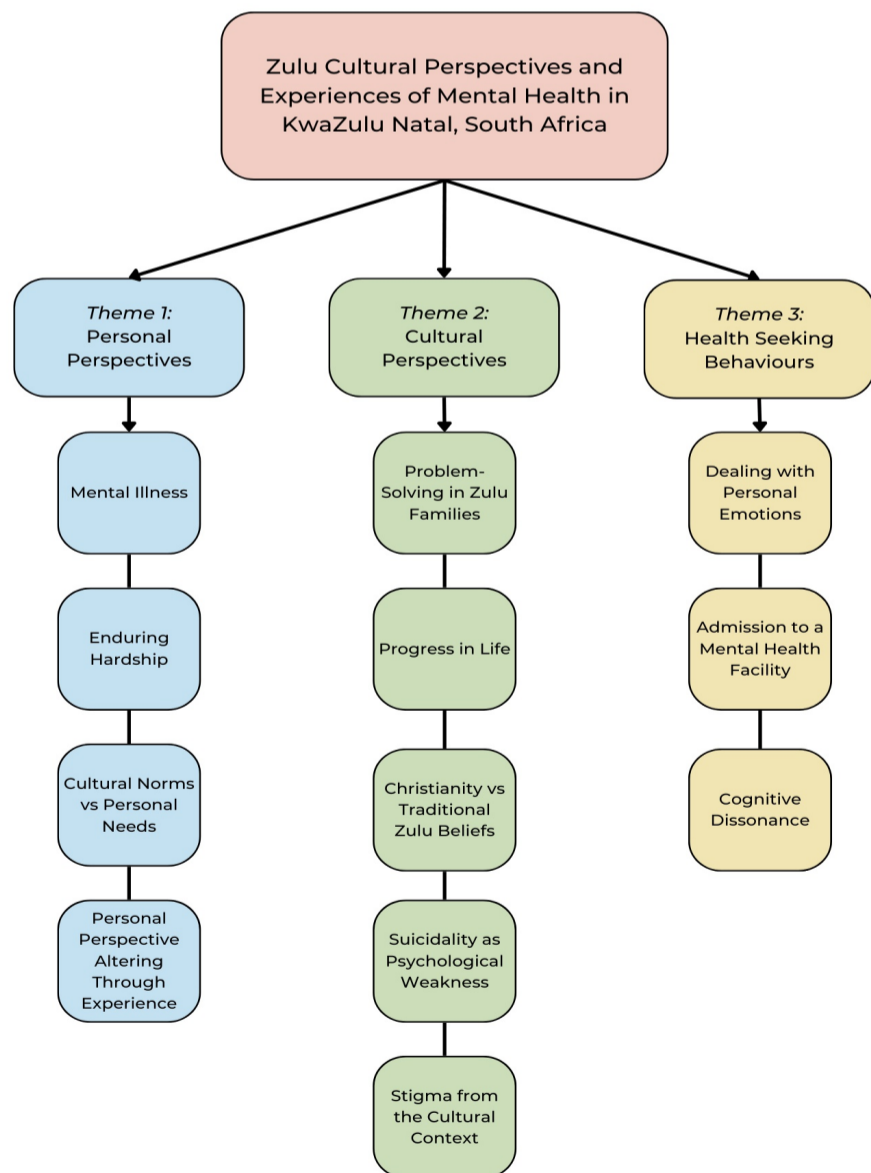 Zulu Cultural Perspectives and
Experiences of Mental Health in
KwaZulu Natal, South Africa
Theme 1:
Personal
Perspectives
Mental Illness
Enduring
Hardship
Cultural Norms
vs Personal
Needs
Personal
Perspective
Altering
Through
Experience
Theme 2:
Cultural
Perspectives
Problem-
Solving in Zulu
Families
Progress in Life
Christianity vs
Traditional
Zulu Beliefs
Suicidality as
Psychological
Weakness
Stigma from
the Cultural
Context
Theme 3:
Health Seeking
Behaviours
Dealing with
Personal
Emotions
Admission to a
Mental Health
Facility
Cognitive
Dissonance